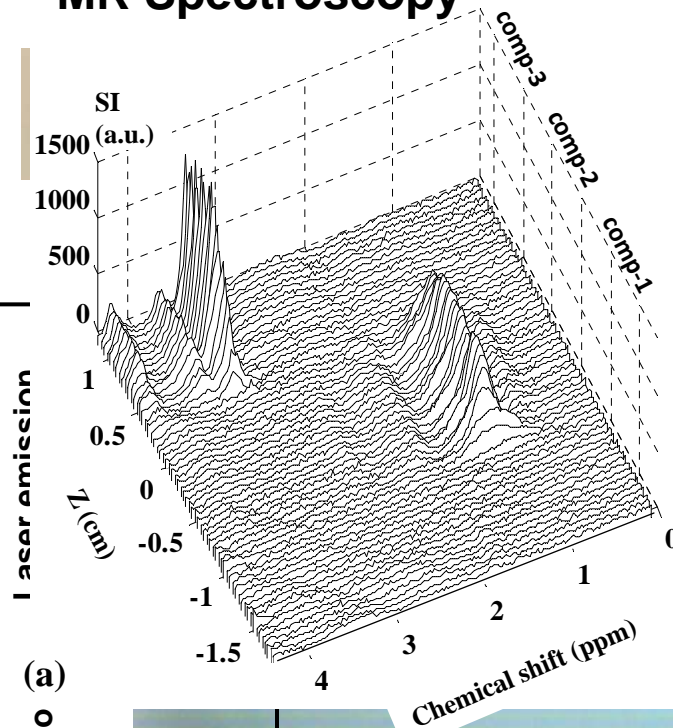 MR Spectroscopy
comp-3
comp-2
comp-1
SI
(a.u.)
1500
1000
500
0
1
0.5
0
-0.5
-1
-1.5
Z (cm)
4
3
2
1
0
Chemical shift (ppm)
Laser emission
(a)